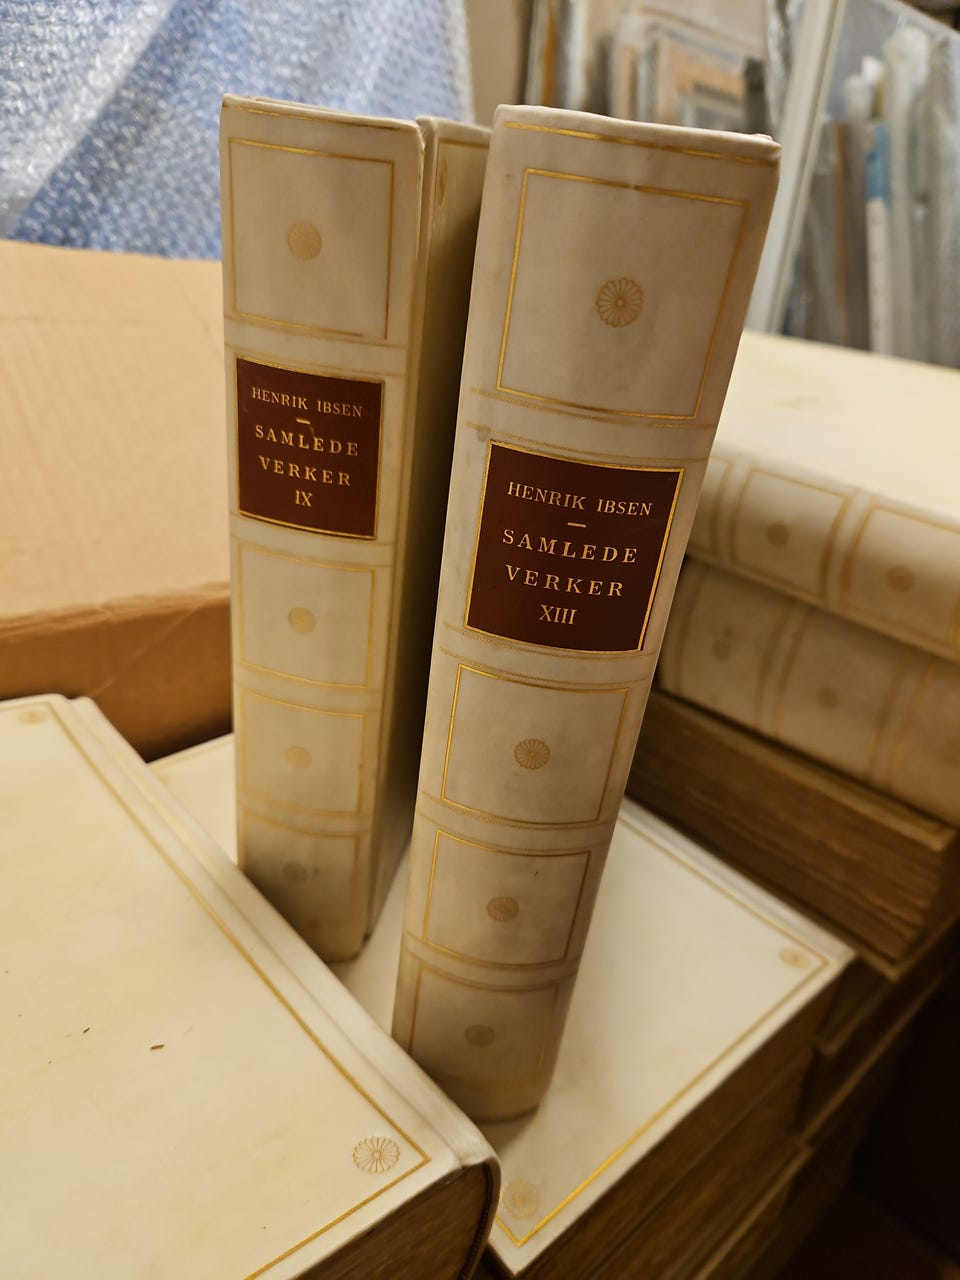 HENRIK IBSEN
SAMLEDE
VERKER
IX
HENRIK IBSEN
SAMLEDE
VERKER
XIII